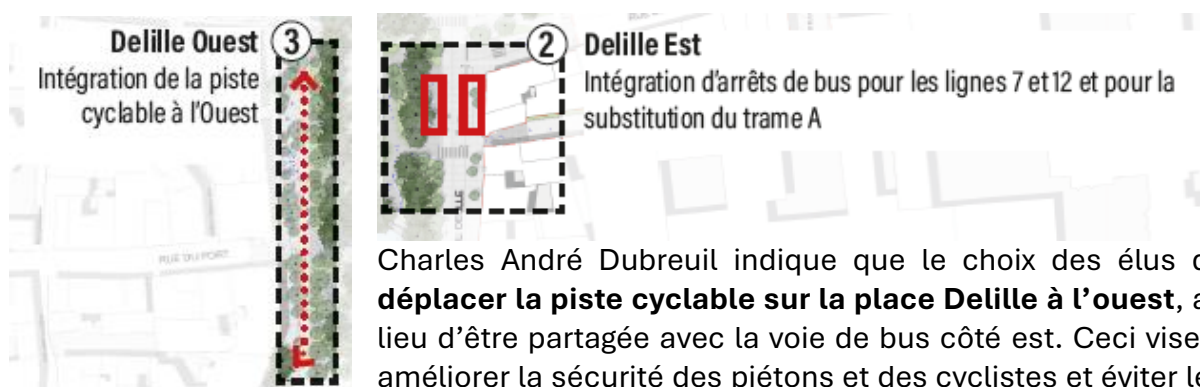 Delille Ouest 3
Intégration de la piste
cyclable à l'Ouest
RUE DU PORT
2 Delille Est
Intégration d'arrêts de bus pour les lignes 7 et 12 et pour la
substitution du trame A
DELILLE
Charles André Dubreuil indique que le choix des élus
déplacer la piste cyclable sur la place Delille à l'ouest,
lieu d'être partagée avec la voie de bus côté est. Ceci vise
améliorer la sécurité des piétons et des cyclistes et éviter